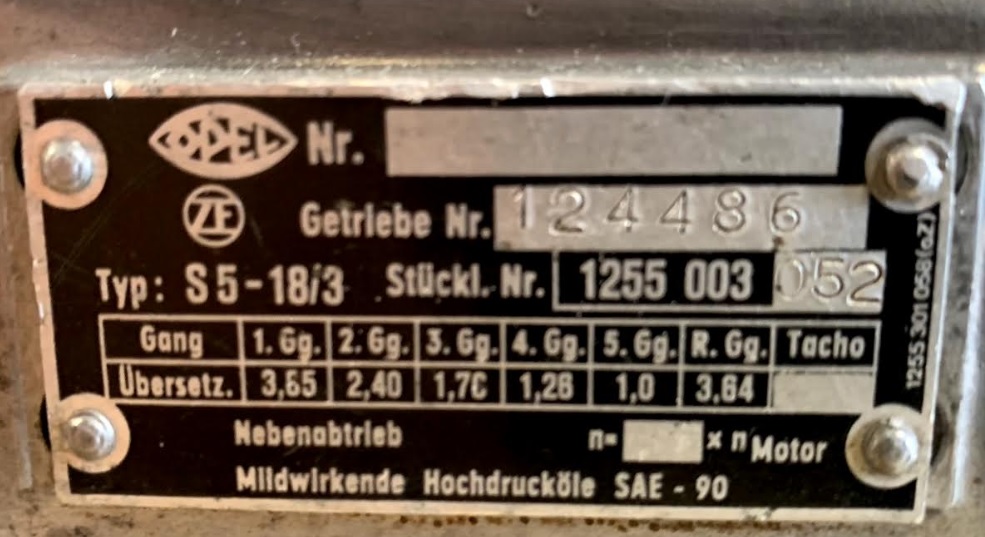 OPEL Nr.
ZF Getriebe Nr. 124486
Typ: S5-18/3 Stückl. Nr. 1255 003 052
Gang 1. Gg. 2. Gg. 3. Gg. 4. Gg. 5. Gg. R. Gg. Tacho
Übersetz. 3,65 2,40 1,70 1,26 1,0 3,64
Nebenabtrieb n= x n Motor
Mildwirkende Hochdrucköle SAE - 90
1255 301 058 (oZ)